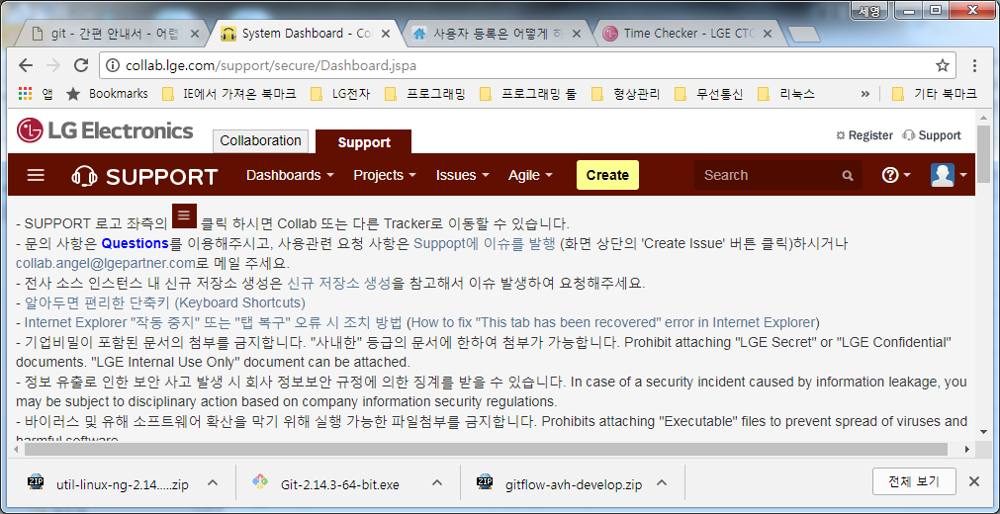 세영
git - 간편 안내서 - 어렵
System Dashboard - Co
사용자 등록은 어떻게 하
Time Checker - LGE CTO
collab.lge.com/support/secure/Dashboard.jspa
앱 Bookmarks IE에서 가져온 북마크 LG전자 프로그래밍 프로그래밍 툴 형상관리 무선통신 리눅스 » 기타 북마크
LG Electronics
Collaboration
Support
Register Support
SUPPORT Dashboards Projects Issues Agile Create Search
- SUPPORT 로고 좌측의 클릭 하시면 Collab 또는 다른 Tracker로 이동할 수 있습니다.
- 문의 사항은 Questions를 이용해주시고, 사용관련 요청 사항은 Suppopt에 이슈를 발행 (화면 상단의 'Create Issue' 버튼 클릭)하시거나
collab.angel@lgepartner.com로 메일 주세요.
- 전사 소스 인스턴스 내 신규 저장소 생성은 신규 저장소 생성을 참고해서 이슈 발생하여 요청해주세요.
- 알아두면 편리한 단축키 (Keyboard Shortcuts)
- Internet Explorer "작동 중지" 또는 "탭 복구" 오류 시 조치 방법 (How to fix "This tab has been recovered" error in Internet Explorer)
- 기업비밀이 포함된 문서의 첨부를 금지합니다. "사내한" 등급의 문서에 한하여 첨부가 가능합니다. Prohibit attaching "LGE Secret" or "LGE Confidential"
documents. "LGE Internal Use Only" document can be attached.
- 정보 유출로 인한 보안 사고 발생 시 회사 정보보안 규정에 의한 징계를 받을 수 있습니다. In case of a security incident caused by information leakage, you
may be subject to disciplinary action based on company information security regulations.
- 바이러스 및 유해 소프트웨어 확산을 막기 위해 실행 가능한 파일첨부를 금지합니다. Prohibits attaching "Executable" files to prevent spread of viruses and
harmful software
util-linux-ng-2.14.....zip
Git-2.14.3-64-bit.exe
gitflow-avh-develop.zip
전체 보기